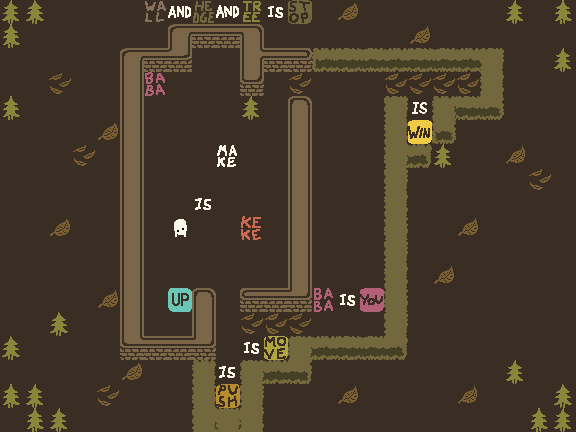 WALL AND HEDGE AND TREE IS STOP
BABA
IS
WIN
MAKE
IS
KEKE
UP
BABA IS YOU
IS MOVE
IS
PUSH